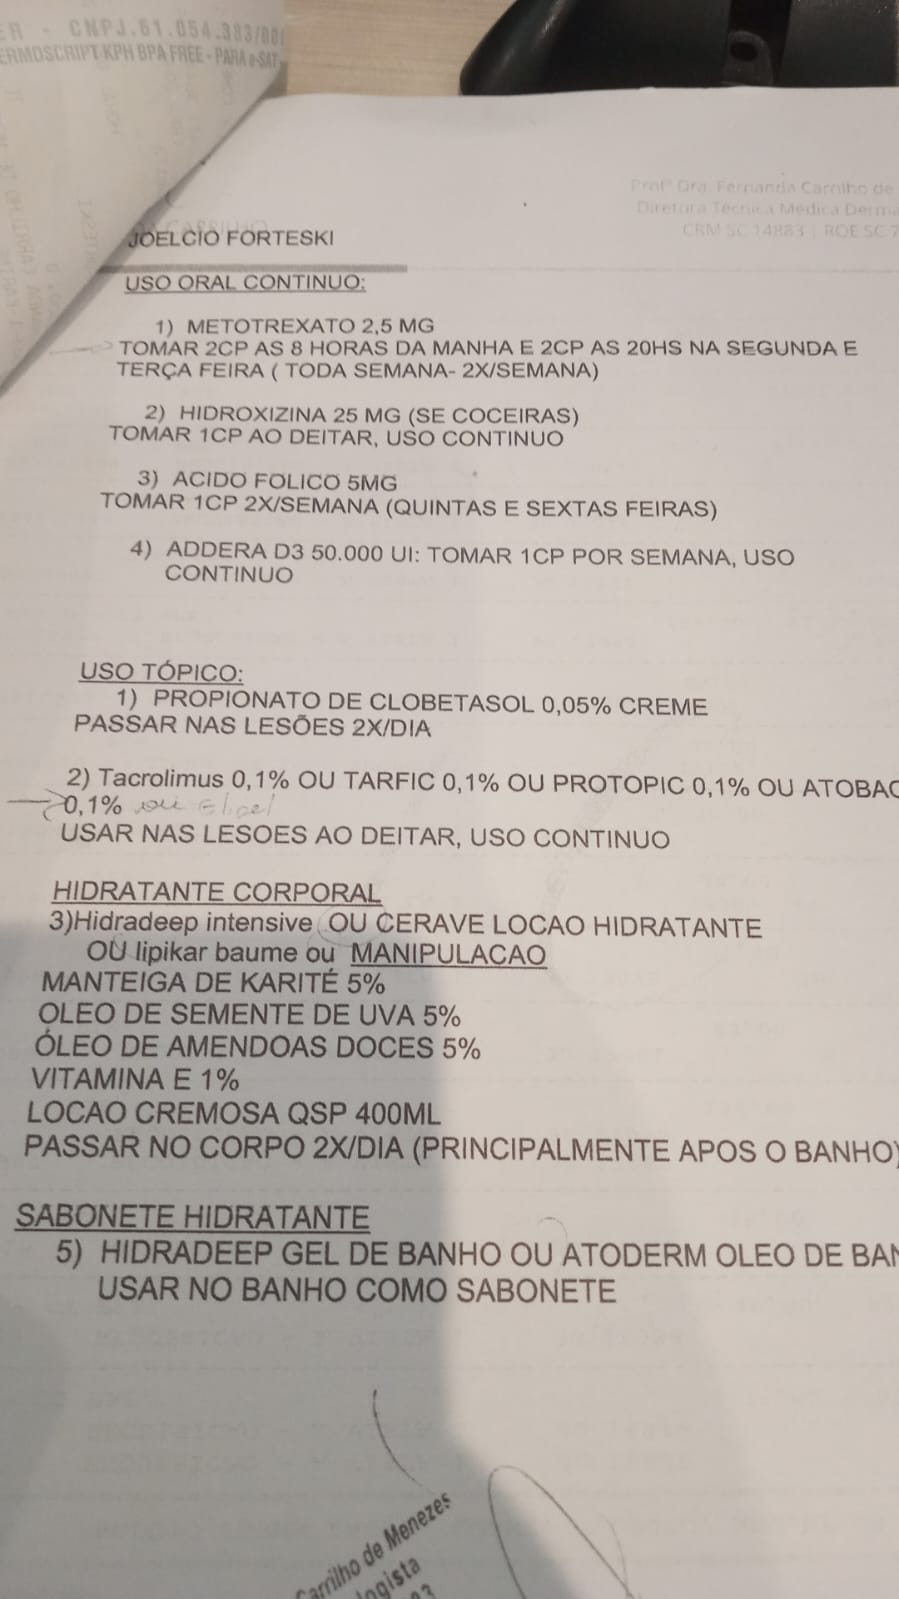 CNPJ.61.054.383/00
KPH BPA FREE - PARA e-SAT
Profª Dra. Fernanda Carrilho de
Diretora Técnica Médica Derma
CRM SC 14883 | RQE SC 7
JOELCIO FORTESKI
USO ORAL CONTINUO:
1) METOTREXATO 2,5 MG
TOMAR 2CP AS 8 HORAS DA MANHA E 2CP AS 20HS NA SEGUNDA E
TERÇA FEIRA ( TODA SEMANA- 2X/SEMANA)
2) HIDROXIZINA 25 MG (SE COCEIRAS)
TOMAR 1CP AO DEITAR, USO CONTINUO
3) ACIDO FOLICO 5MG
TOMAR 1CP 2X/SEMANA (QUINTAS E SEXTAS FEIRAS)
4) ADDERA D3 50.000 UI: TOMAR 1CP POR SEMANA, USO
CONTINUO
USO TÓPICO:
1) PROPIONATO DE CLOBETASOL 0,05% CREME
PASSAR NAS LESÕES 2X/DIA
2) Tacrolimus 0,1% OU TARFIC 0,1% OU PROTOPIC 0,1% OU ATOBAC
0,1% ou
USAR NAS LESOES AO DEITAR, USO CONTINUO
HIDRATANTE CORPORAL
3)Hidradeep intensive OU CERAVE LOCAO HIDRATANTE
OU lipikar baume ou MANIPULACAO
MANTEIGA DE KARITÉ 5%
OLEO DE SEMENTE DE UVA 5%
ÓLEO DE AMENDOAS DOCES 5%
VITAMINA E 1%
LOCAO CREMOSA QSP 400ML
PASSAR NO CORPO 2X/DIA (PRINCIPALMENTE APOS O BANHO)
SABONETE HIDRATANTE
5) HIDRADEEP GEL DE BANHO OU ATODERM OLEO DE BAN
USAR NO BANHO COMO SABONETE
Carrilho de Menezes
logista